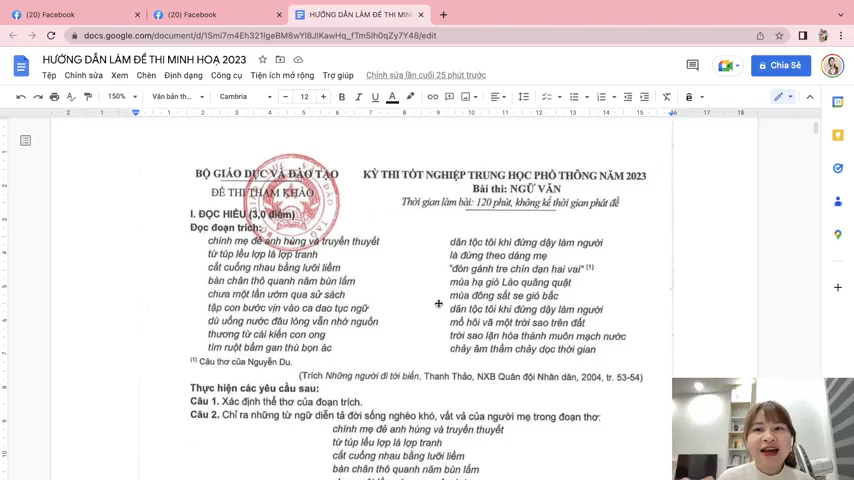 (20) Facebook
(20) Facebook
HƯỚNG DẪN LÀM ĐỀ THI MIN
docs.google.com/document/d/1Smi7m4Eh321IgeBM8wYl8JlKawHq_fTm5Ih0qZy7Y48/edit
HƯỚNG DẪN LÀM ĐỀ THI MINH HOẠ 2023
Tệp Chỉnh sửa Xem Chèn Định dạng Công cụ Tiện ích mở rộng Trợ giúp Chỉnh sửa lần cuối 25 phút trước
Chia Sẻ
150% Văn bản th... Cambria 12
BỘ GIÁO DỤC VÀ ĐÀO TẠO
ĐỀ THI THAM KHẢO
KỲ THI TỐT NGHIỆP TRUNG HỌC PHỔ THÔNG NĂM 2023
Bài thi: NGỮ VĂN
Thời gian làm bài: 120 phút, không kể thời gian phát đề
I. ĐỌC HIỂU (3,0 điểm)
Đọc đoạn trích:
chính mẹ đẻ anh hùng và truyền thuyết
từ túp lều lợp lá lợp tranh
cắt cuống nhau bằng lưỡi liềm
bàn chân thô quanh năm bùn lấm
chưa một lần ướm qua sử sách
tập con bước vịn vào ca dao tục ngữ
dù uống nước đâu lòng vẫn nhớ nguồn
thương từ cái kiến con ong
tím ruột bầm gan thù bọn ác
dân tộc tôi khi đứng dậy làm người
là đứng theo dáng mẹ
"đòn gánh tre chín dạn hai vai" (1)
mùa hạ gió Lào quăng quật
mùa đông sắt se gió bấc
dân tộc tôi khi đứng dậy làm người
mồ hôi vã một trời sao trên đất
trời sao lặn hóa thành muôn mạch nước
chảy âm thầm chảy dọc thời gian
(1) Câu thơ của Nguyễn Du.
(Trích Những người đi tới biển, Thanh Thảo, NXB Quân đội Nhân dân, 2004, tr. 53-54)
Thực hiện các yêu cầu sau:
Câu 1. Xác định thể thơ của đoạn trích.
Câu 2. Chỉ ra những từ ngữ diễn tả đời sống nghèo khó, vất vả của người mẹ trong đoạn thơ:
chính mẹ đẻ anh hùng và truyền thuyết
từ túp lều lợp lá lợp tranh
cắt cuống nhau bằng lưỡi liềm
bàn chân thô quanh năm bùn lấm